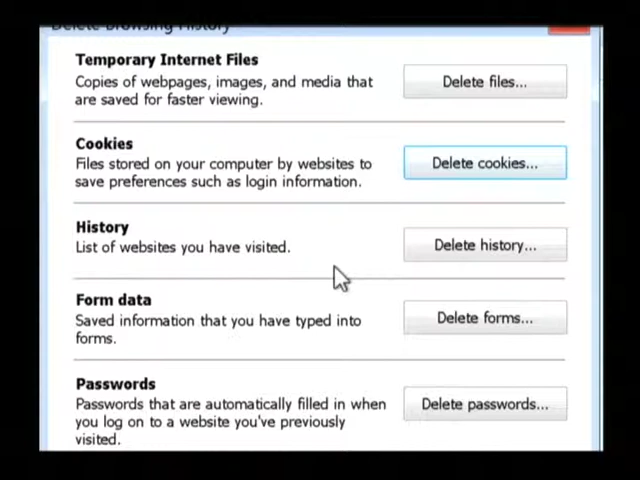 Delete Browsing History
Temporary Internet Files
Copies of webpages, images, and media that
are saved for faster viewing.
Delete files...
Cookies
Files stored on your computer by websites to
save preferences such as login information.
Delete cookies...
History
List of websites you have visited.
Delete history...
Form data
Saved information that you have typed into
forms.
Delete forms...
Passwords
Passwords that are automatically filled in when
you log on to a website you've previously
visited.
Delete passwords...